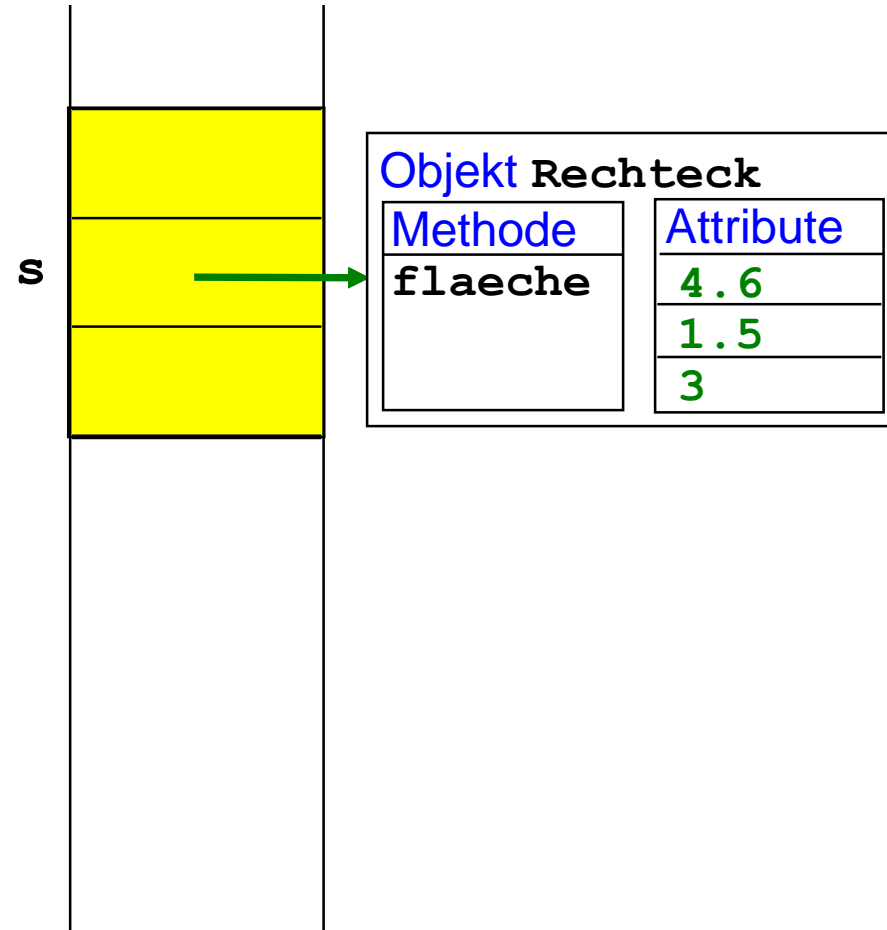 s
Objekt Rechteck
Methode
flaeche
Attribute
4.6
1.5
3